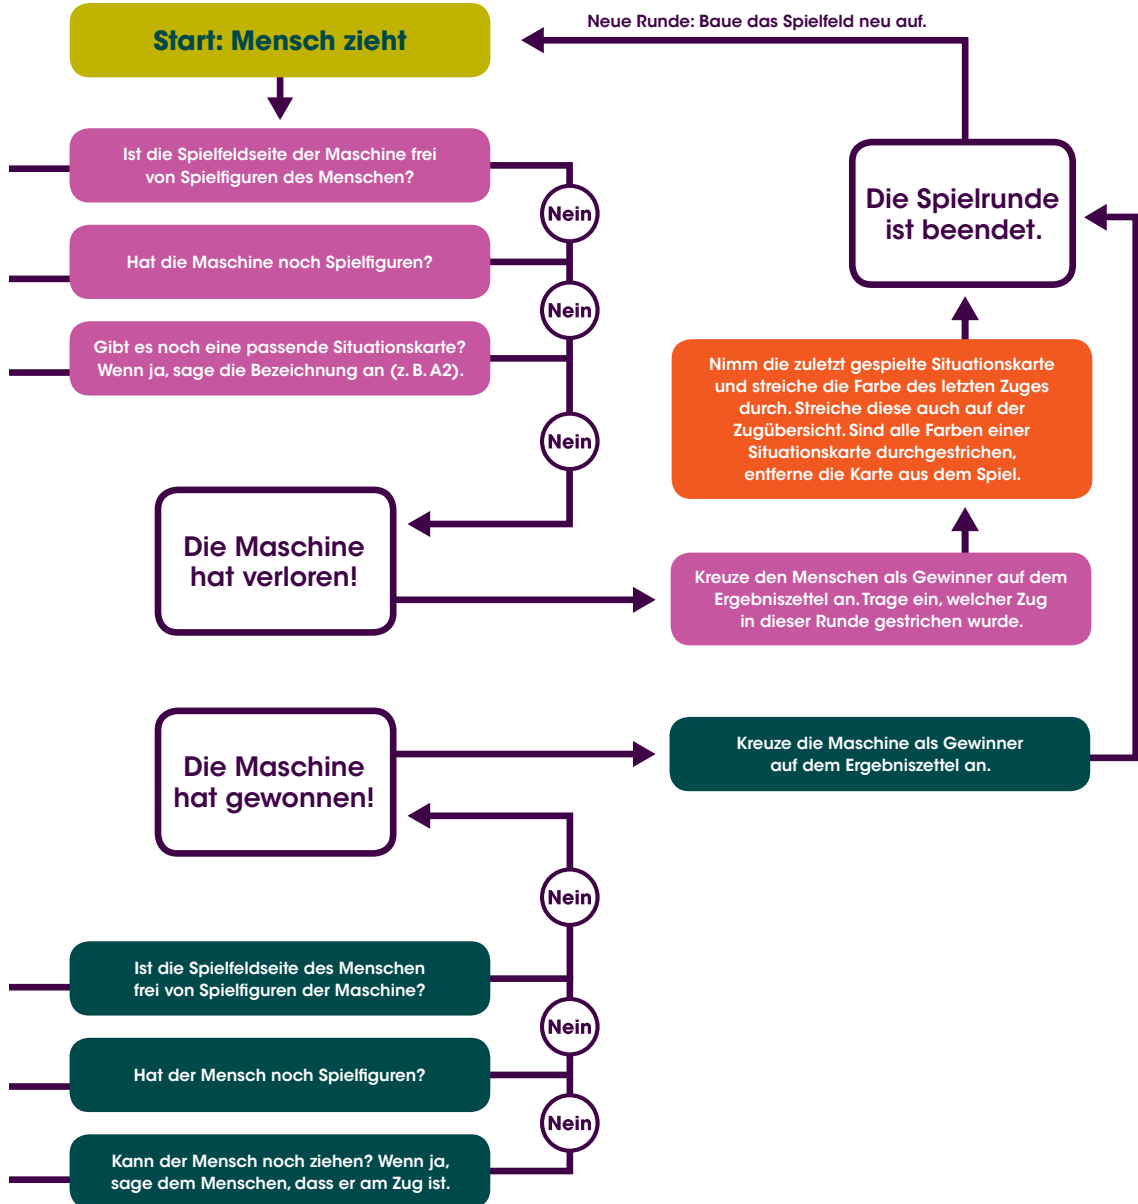 Neue Runde: Baue das Spielfeld neu auf.
Start: Mensch zieht
Ist die Spielfeldseite der Maschine frei
von Spielfiguren des Menschen?
Nein
Hat die Maschine noch Spielfiguren?
Nein
Gibt es noch eine passende Situationskarte?
Wenn ja, sage die Bezeichnung an (z. B. A2).
Nein
Die Maschine
hat verloren!
Kreuze den Menschen als Gewinner auf dem
Ergebniszettel an. Trage ein, welcher Zug
in dieser Runde gestrichen wurde.
Nimm die zuletzt gespielte Situationskarte
und streiche die Farbe des letzten Zuges
durch. Streiche diese auch auf der
Zugübersicht. Sind alle Farben einer
Situationskarte durchgestrichen,
entferne die Karte aus dem Spiel.
Die Spielrunde
ist beendet.
Die Maschine
hat gewonnen!
Kreuze die Maschine als Gewinner
auf dem Ergebniszettel an.
Nein
Ist die Spielfeldseite des Menschen
frei von Spielfiguren der Maschine?
Nein
Hat der Mensch noch Spielfiguren?
Nein
Kann der Mensch noch ziehen? Wenn ja,
sage dem Menschen, dass er am Zug ist.